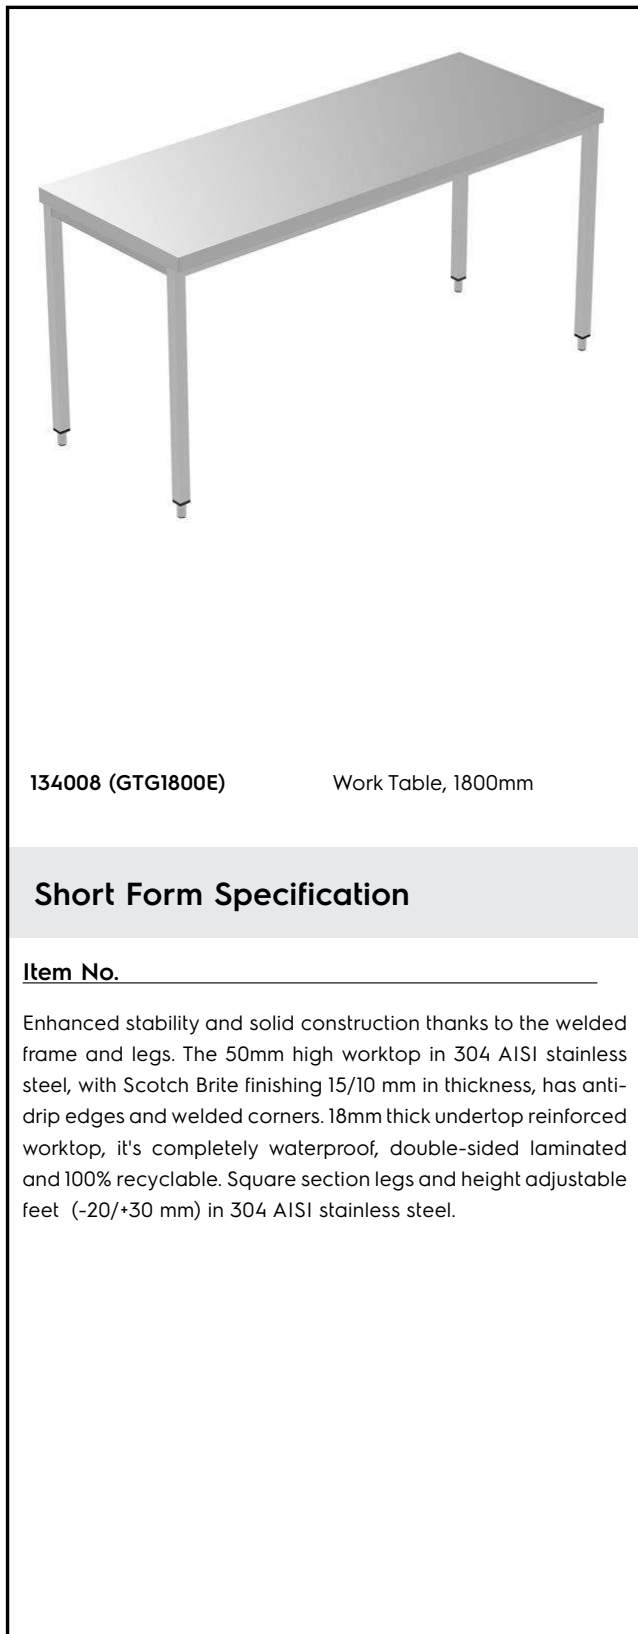 134008 (GTG1800E) Work Table, 1800mm
Short Form Specification
Item No.
Enhanced stability and solid construction thanks to the welded
frame and legs. The 50mm high worktop in 304 AISI stainless
steel, with Scotch Brite finishing 15/10 mm in thickness, has anti-
drip edges and welded corners. 18mm thick undertop reinforced
worktop, it's completely waterproof, double-sided laminated
and 100% recyclable. Square section legs and height adjustable
feet (-20/+30 mm) in 304 AISI stainless steel.